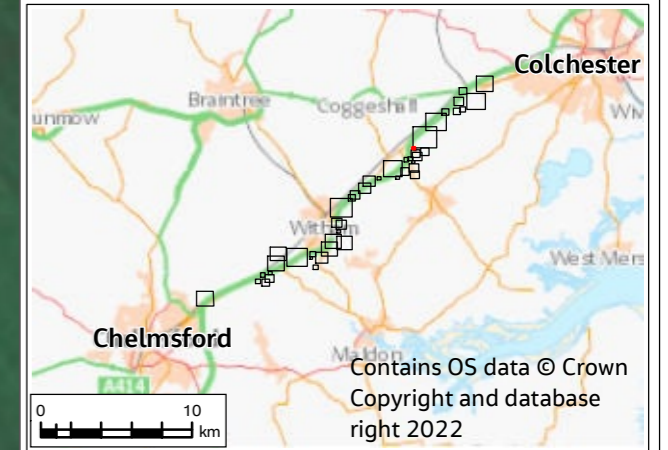 Colchester
Braintree
Coggeshall
unmow
Witham
West Mers
Chelmsford
Maldon
A414
Contains OS data © Crown
Copyright and database
right 2022
0 10
km